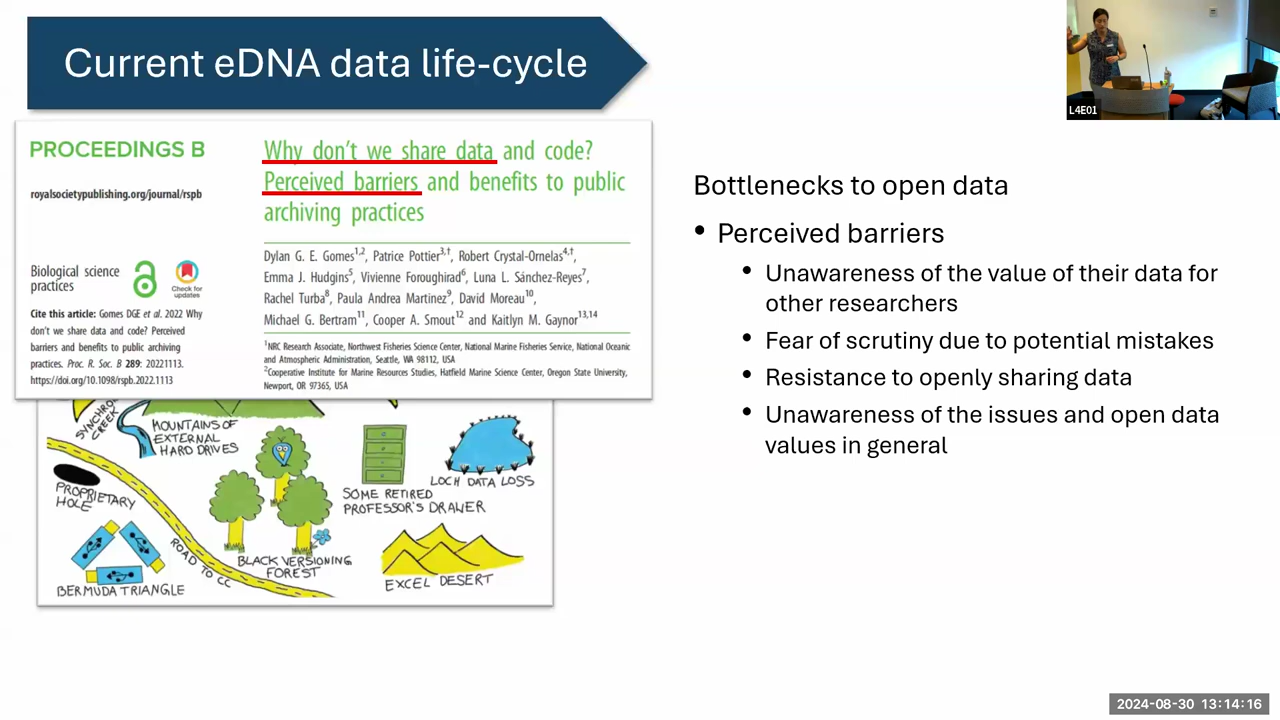 Current eDNA data life-cycle
L4E01
PROCEEDINGS B
royalsocietypublishing.org/journal/rspb
Biological science
practices
Check for
updates
Cite this article: Gomes DGE et al. 2022 Why
don't we share data and code? Perceived
barriers and benefits to public archiving
practices. Proc. R. Soc. B 289: 20221113.
https://doi.org/10.1098/rspb.2022.1113
Why don't we share data and code?
Perceived barriers and benefits to public
archiving practices
Dylan G. E. Gomes1,2, Patrice Pottier3,†, Robert Crystal-Ornelas4,†,
Emma J. Hudgins5, Vivienne Foroughirad6, Luna L. Sánchez-Reyes7,
Rachel Turba8, Paula Andrea Martinez9, David Moreau10,
Michael G. Bertram11, Cooper A. Smout12 and Kaitlyn M. Gaynor13,14
1NRC Research Associate, Northwest Fisheries Science Center, National Marine Fisheries Service, National Oceanic
and Atmospheric Administration, Seattle, WA 98112, USA
2Cooperative Institute for Marine Resources Studies, Hatfield Marine Science Center, Oregon State University,
Newport, OR 97365, USA
CREEK
MOUNTAINS OF
EXTERNAL
HARD DRIVES
PROPRIETARY
HOLE
SOME RETIRED
PROFESSOR'S DRAWER
LOCH DATA LOSS
ROAD TO CC
BLACK VERSIONING
FOREST
BERMUDA TRIANGLE
EXCEL DESERT
Bottlenecks to open data
• Perceived barriers
• Unawareness of the value of their data for
other researchers
• Fear of scrutiny due to potential mistakes
• Resistance to openly sharing data
• Unawareness of the issues and open data
values in general
2024-08-30 13:14:16